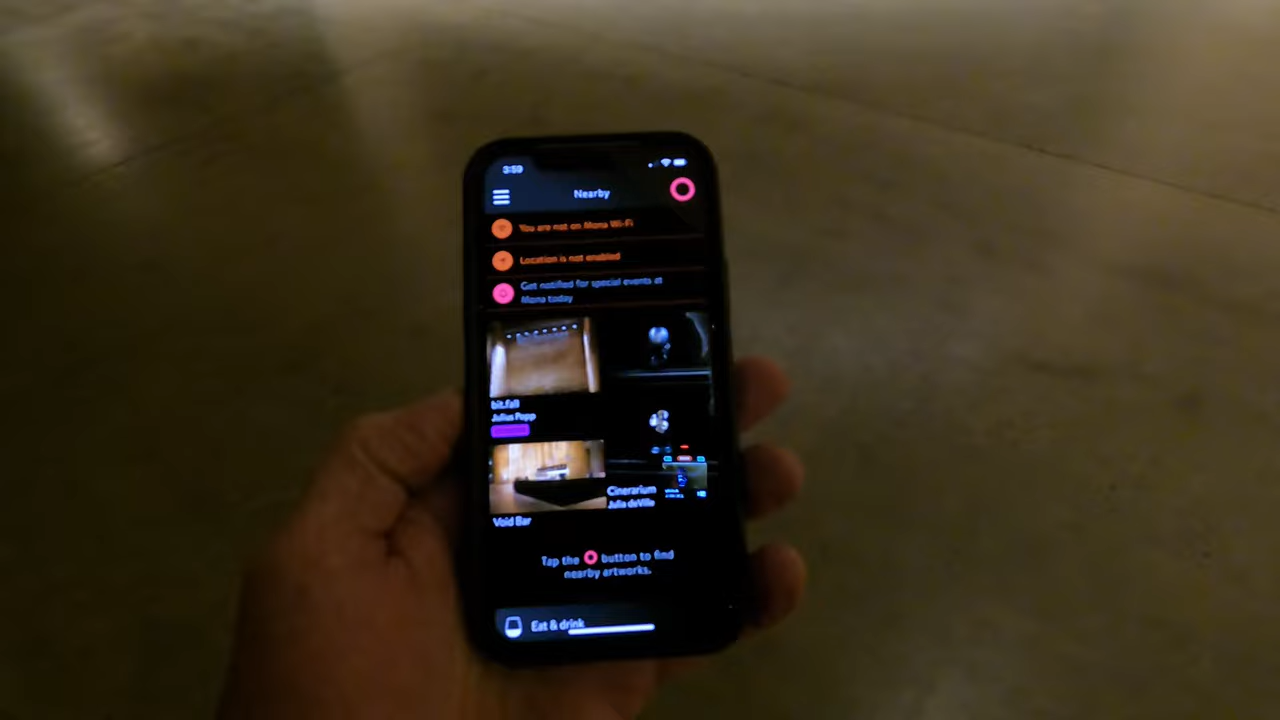 3:59
Nearby
You are not on Mona Wi-Fi
Location is not enabled
Get notified for special events at
Mona today
bit.fall
Julius Popp
Cinerarium
Julia deVille
Void Bar
Tap the button to find
nearby artworks.
Eat & drink